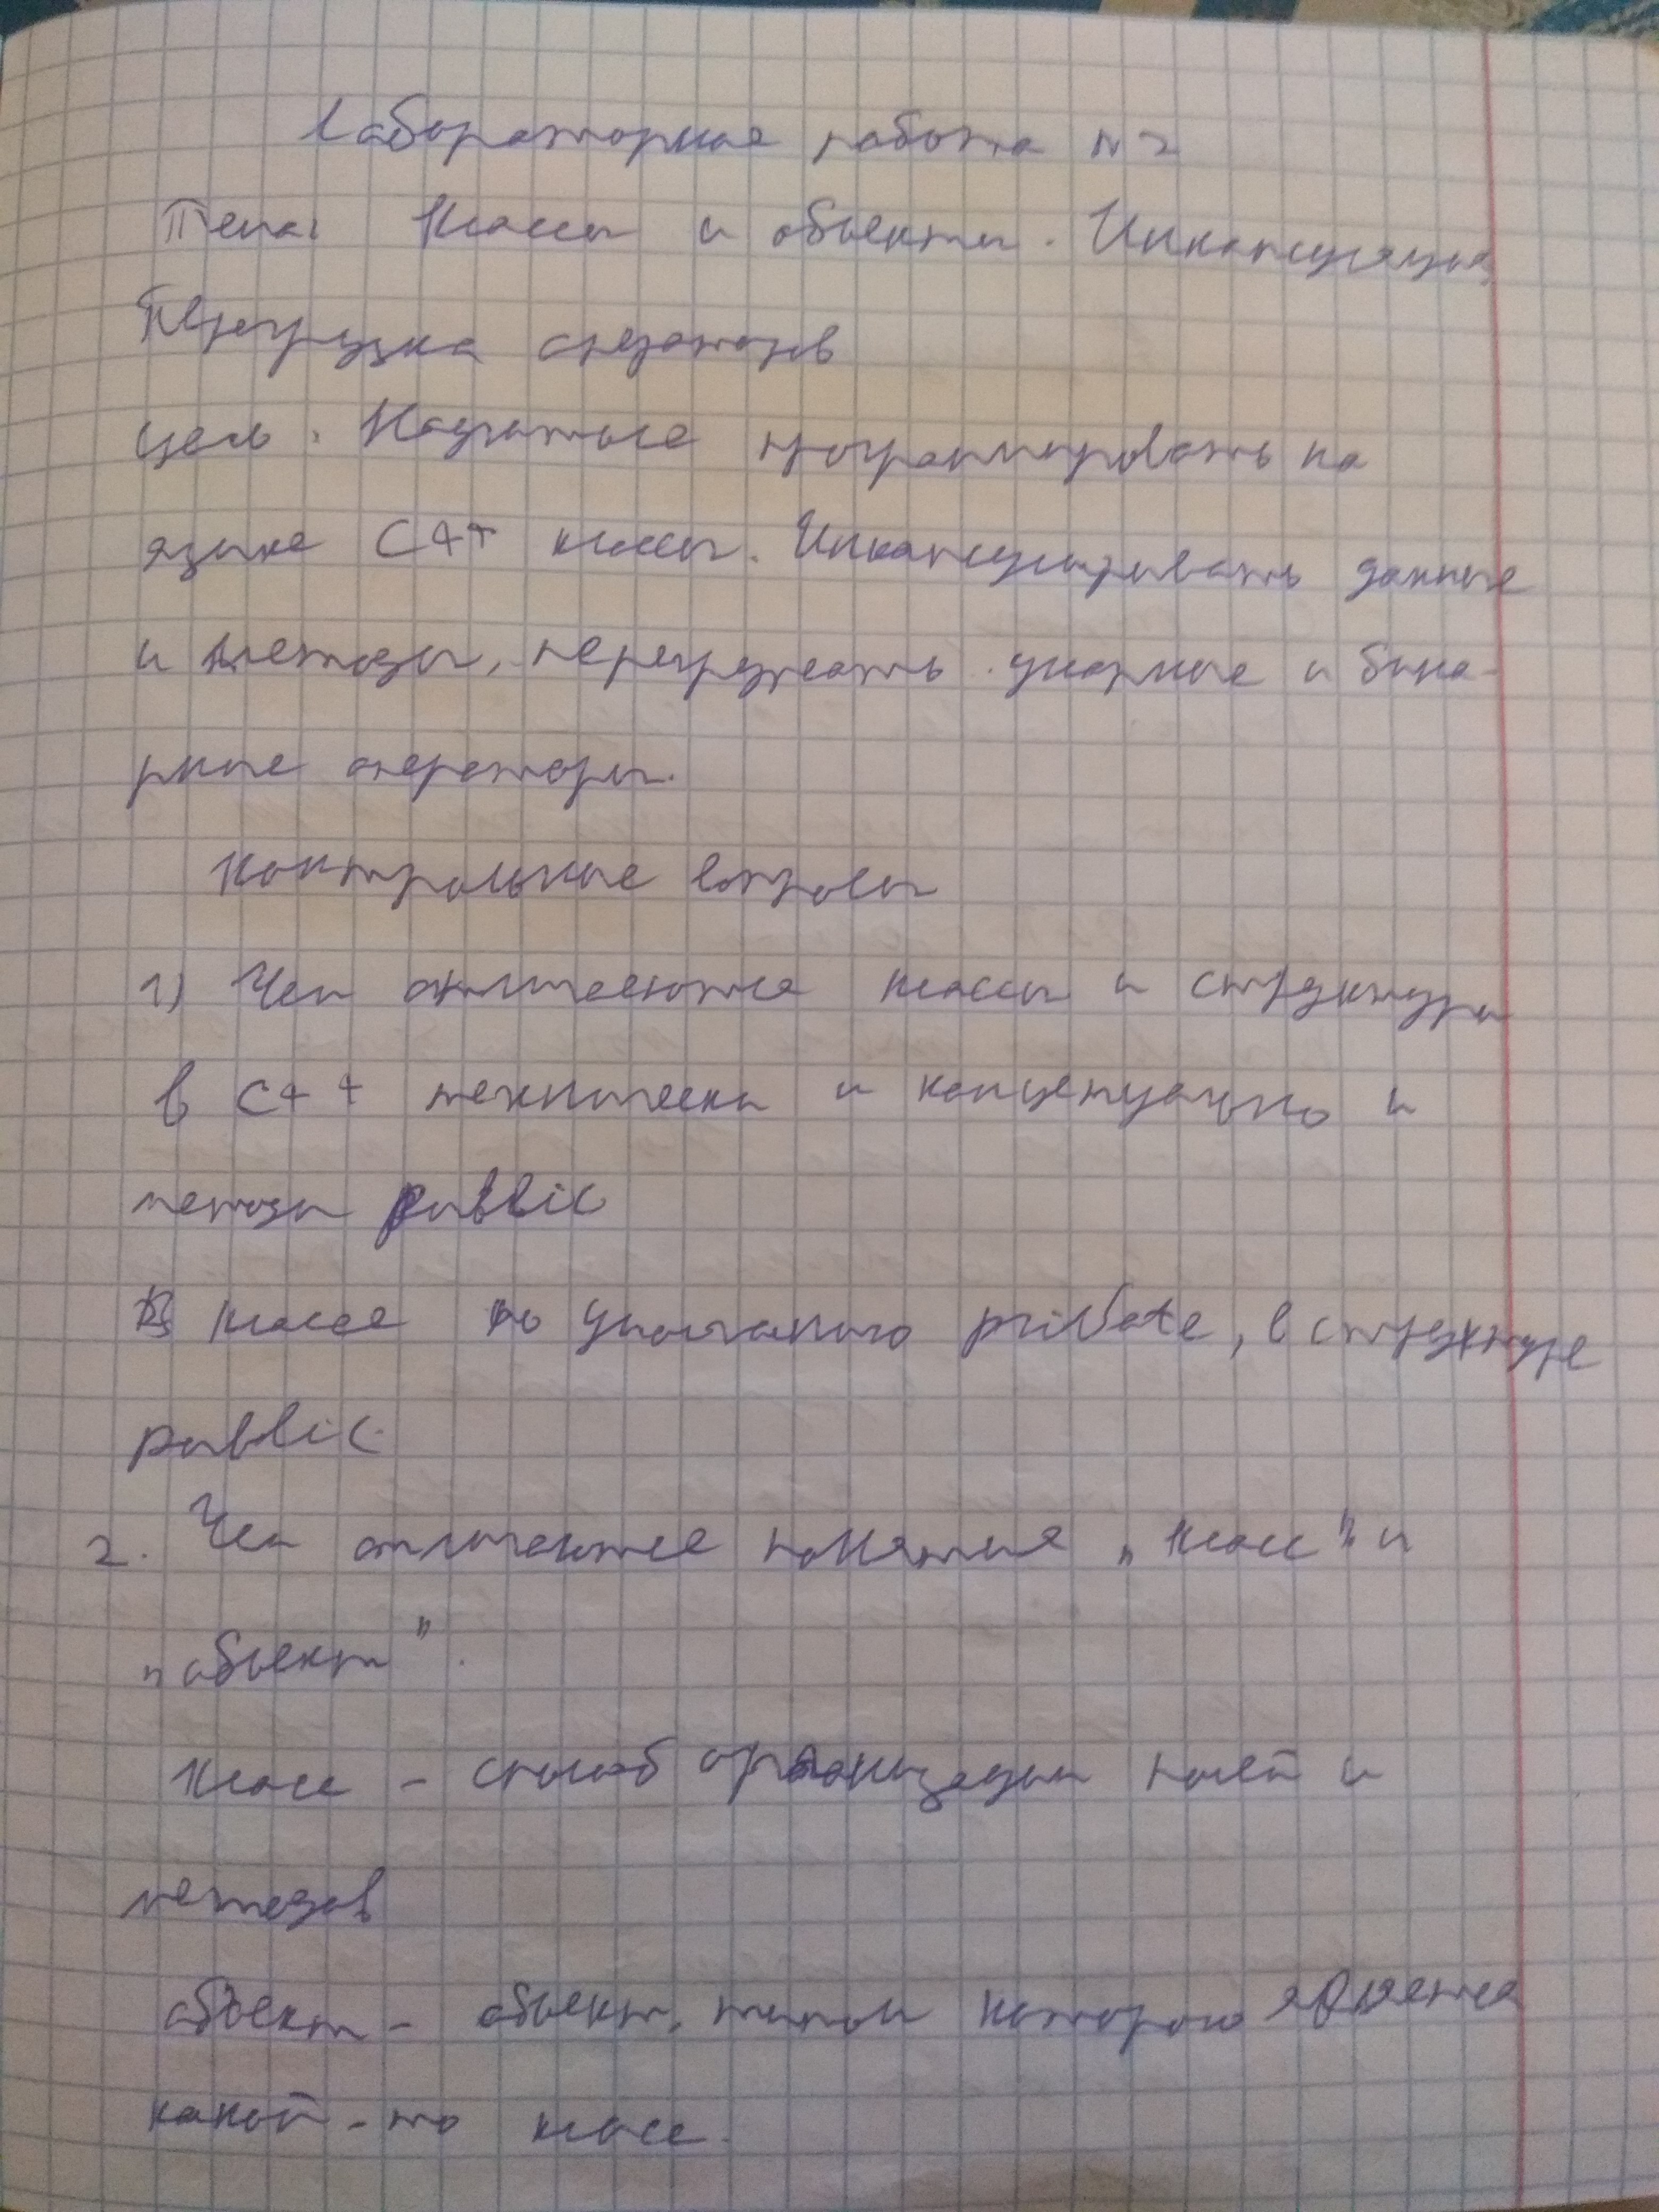 Лабораторная работа №2
Тема: Классы и объекты. Инкапсуляция
Перегрузка операторов
Цель: Научиться программировать на
языке С++ классы. Инкапсулировать данные
и методы, перегружать унарные и бина-
рные операторы.
Контрольные вопросы
1) Чем отличаются классы и структуры
в С++ технически и концептуально и
методы public
В классе по умолчанию private, в структуре
public.
2. Чем отличаются понятия „класс" и
„объект".
Класс - способ организации полей и
методов
Объект - объект, типом которого является
какой-то класс.